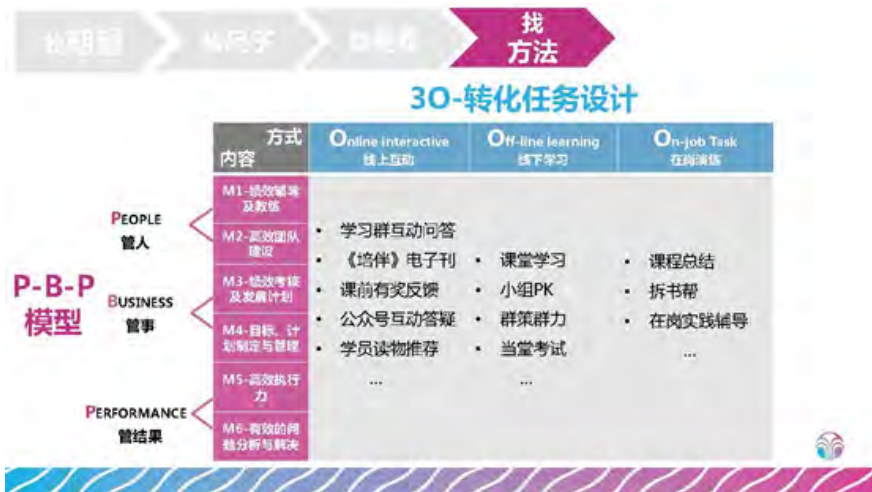 找
方法
3O-转化任务设计
方式
内容
Online interactive
线上互动
Off-line learning
线下学习
On-job Task
在岗演练
P-B-P
模型
PEOPLE
管人
BUSINESS
管事
PERFORMANCE
管结果
M1-绩效辅导
及教练
M2-高效团队
建设
M3-绩效考核
及发展计划
M4-目标、计
划制定与管理
M5-高效执行
力
M6-有效的问
题分析与解决
• 学习群互动问答
• 《培伴》电子刊
• 课前有奖反馈
• 公众号互动答疑
• 学员读物推荐
...
• 课堂学习
• 小组PK
• 群策群力
• 当堂考试
...
• 课程总结
• 拆书帮
• 在岗实践辅导
...